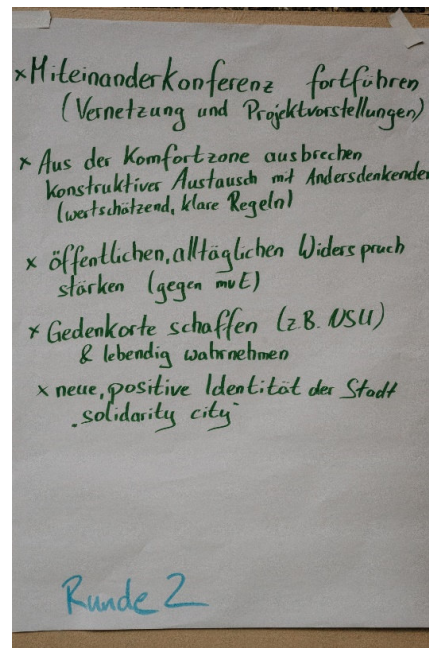 × Miteinanderkonferenz fortführen
(Vernetzung und Projektvorstellungen)
× Aus der Komfortzone ausbrechen
konstruktiver Austausch mit Andersdenkenden
(wertschätzend, klare Regeln)
× öffentlichen, alltäglichen Widerspruch
stärken (gegen mvE)
× Gedenkorte schaffen (z.B. NSU)
& lebendig wahrnehmen
× neue, positive Identität der Stadt
„solidarity city“
Runde 2